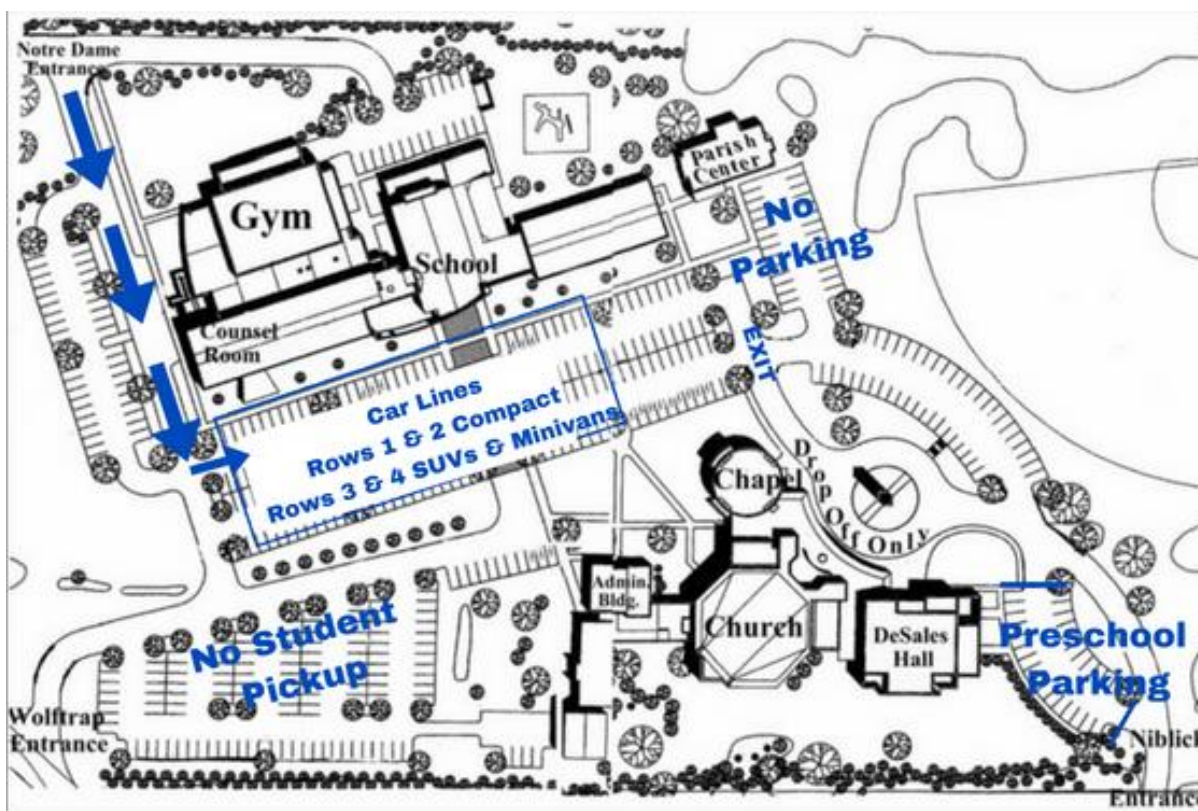 Notre Dame
Entrance
Gym
School
Counsel
Room
Parish
Center
No
Parking
EXIT
Car Lines
Rows 1 & 2 Compact
Rows 3 & 4 SUVs & Minivans
Chapel
Drop Off Only
Admin.
Bldg.
Church
DeSales
Hall
Preschool
Parking
No Student
Pickup
Wolftrap
Entrance
Niblick
Entrance